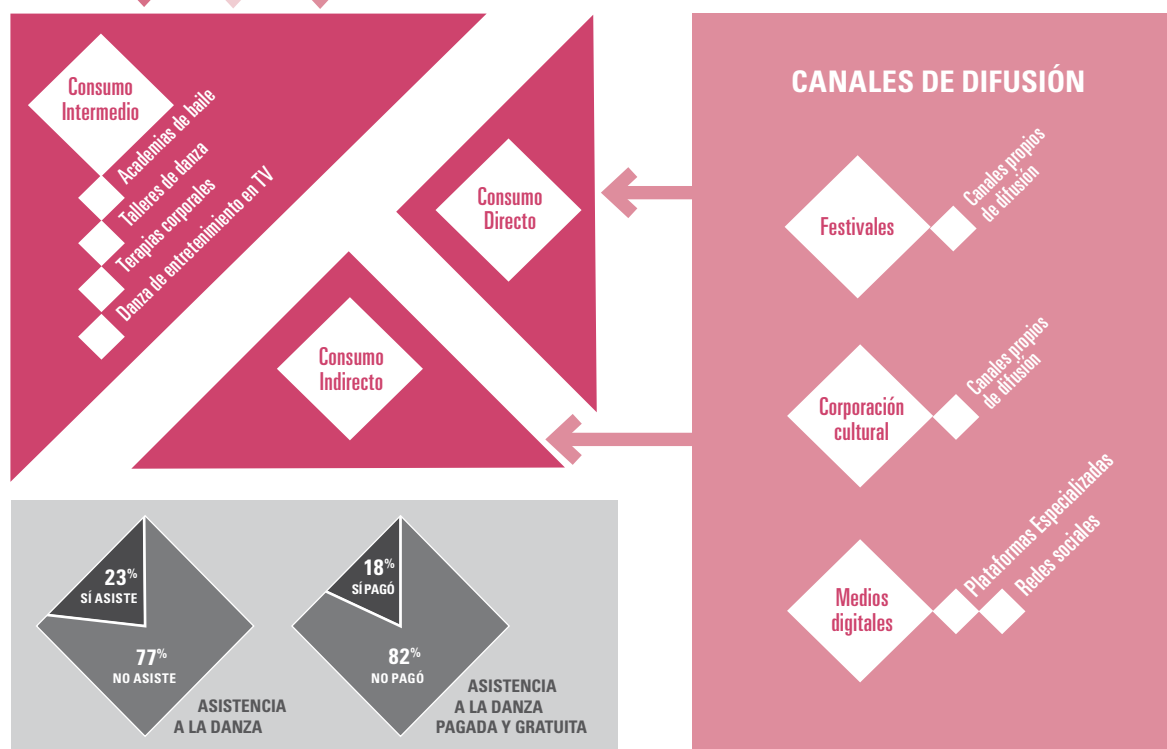 Consumo
Intermedio
Academias de baile
Talleres de danza
Terapias corporales
Danza de entretenimiento en TV
Consumo
Directo
Consumo
Indirecto
CANALES DE DIFUSIÓN
Festivales
Canales propios
de difusión
Corporación
cultural
Canales propios
de difusión
Medios
digitales
Plataformas Especializadas
Redes sociales
23%
SÍ ASISTE
77%
NO ASISTE
ASISTENCIA
A LA DANZA
18%
SÍ PAGÓ
82%
NO PAGÓ
ASISTENCIA
A LA DANZA
PAGADA Y GRATUITA